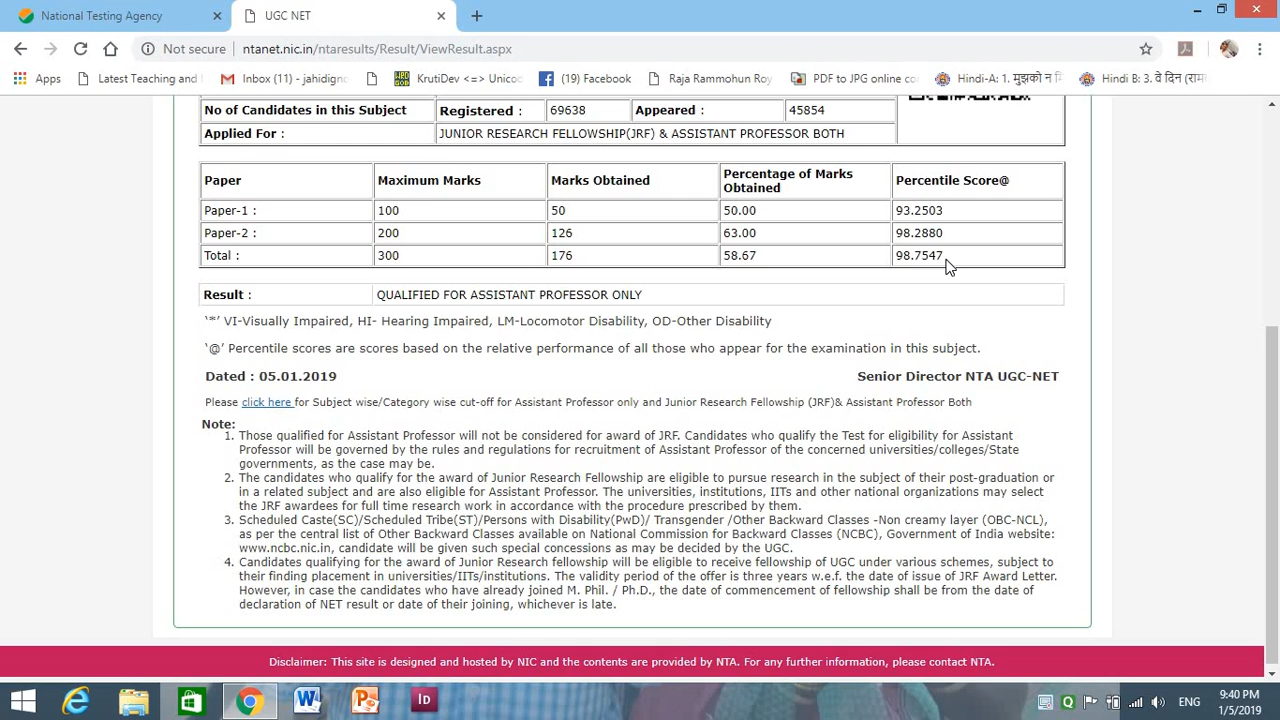 National Testing Agency
UGC NET
Not secure | ntanet.nic.in/ntaresults/Result/ViewResult.aspx
Apps Latest Teaching and Inbox (11) - jahidigno KrutiDev <=> Unico (19) Facebook Raja Rammohun Roy PDF to JPG online co Hindi-A: 1. मुझको न Hindi B: 3. वे दिन (राम
No of Candidates in this Subject Registered : 69638 Appeared : 45854
Applied For : JUNIOR RESEARCH FELLOWSHIP(JRF) & ASSISTANT PROFESSOR BOTH
Paper Maximum Marks Marks Obtained Percentage of Marks Obtained Percentile Score@
Paper-1 : 100 50 50.00 93.2503
Paper-2 : 200 126 63.00 98.2880
Total : 300 176 58.67 98.7547
Result : QUALIFIED FOR ASSISTANT PROFESSOR ONLY
'*' VI-Visually Impaired, HI- Hearing Impaired, LM-Locomotor Disability, OD-Other Disability
'@' Percentile scores are scores based on the relative performance of all those who appear for the examination in this subject.
Dated : 05.01.2019 Senior Director NTA UGC-NET
Please click here for Subject wise/Category wise cut-off for Assistant Professor only and Junior Research Fellowship (JRF)& Assistant Professor Both
Note:
1. Those qualified for Assistant Professor will not be considered for award of JRF. Candidates who qualify the Test for eligibility for Assistant
Professor will be governed by the rules and regulations for recruitment of Assistant Professor of the concerned universities/colleges/State
governments, as the case may be.
2. The candidates who qualify for the award of Junior Research Fellowship are eligible to pursue research in the subject of their post-graduation or
in a related subject and are also eligible for Assistant Professor. The universities, institutions, IITs and other national organizations may select
the JRF awardees for full time research work in accordance with the procedure prescribed by them.
3. Scheduled Caste(SC)/Scheduled Tribe(ST)/Persons with Disability(PwD)/ Transgender /Other Backward Classes -Non creamy layer (OBC-NCL),
as per the central list of Other Backward Classes available on National Commission for Backward Classes (NCBC), Government of India website:
www.ncbc.nic.in, candidate will be given such special concessions as may be decided by the UGC.
4. Candidates qualifying for the award of Junior Research fellowship will be eligible to receive fellowship of UGC under various schemes, subject to
their finding placement in universities/IITs/institutions. The validity period of the offer is three years w.e.f. the date of issue of JRF Award Letter.
However, in case the candidates who have already joined M. Phil. / Ph.D., the date of commencement of fellowship shall be from the date of
declaration of NET result or date of their joining, whichever is late.
Disclaimer: This site is designed and hosted by NIC and the contents are provided by NTA. For any further information, please contact NTA.
ENG
9:40 PM
1/5/2019